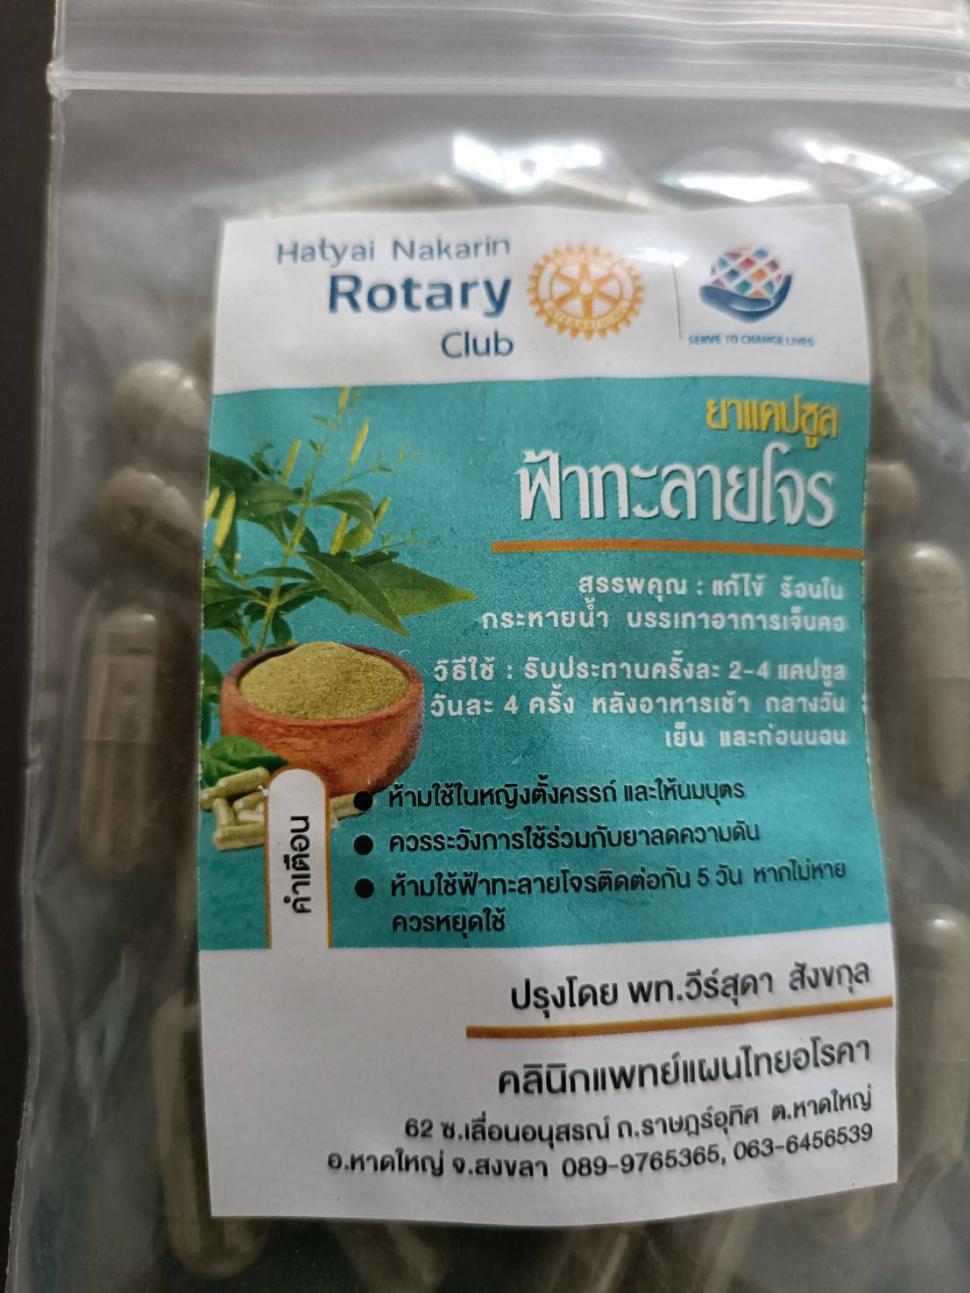 Hatyai Nakarin
Rotary
Club
SERVE TO CHANGE LIVES
ยาแคปซูล
ฟ้าทะลายโจร
สรรพคุณ : แก้ไข้ ร้อนใน
กระหายน้ำ บรรเทาอาการเจ็บคอ
วิธีใช้ : รับประทานครั้งละ 2-4 แคปซูล
วันละ 4 ครั้ง หลังอาหารเช้า กลางวัน
เย็น และก่อนนอน
คำเตือน
● ห้ามใช้ในหญิงตั้งครรภ์ และให้นมบุตร
● ควรระวังการใช้ร่วมกับยาลดความดัน
● ห้ามใช้ฟ้าทะลายโจรติดต่อกัน 5 วัน หากไม่หาย
ควรหยุดใช้
ปรุงโดย พท.วีร์สุดา สังขกุล
คลินิกแพทย์แผนไทยอโรคา
62 ซ.เลื่อนอนุสรณ์ ถ.ราษฎร์อุทิศ ต.หาดใหญ่
อ.หาดใหญ่ จ.สงขลา 089-9765365, 063-6456539